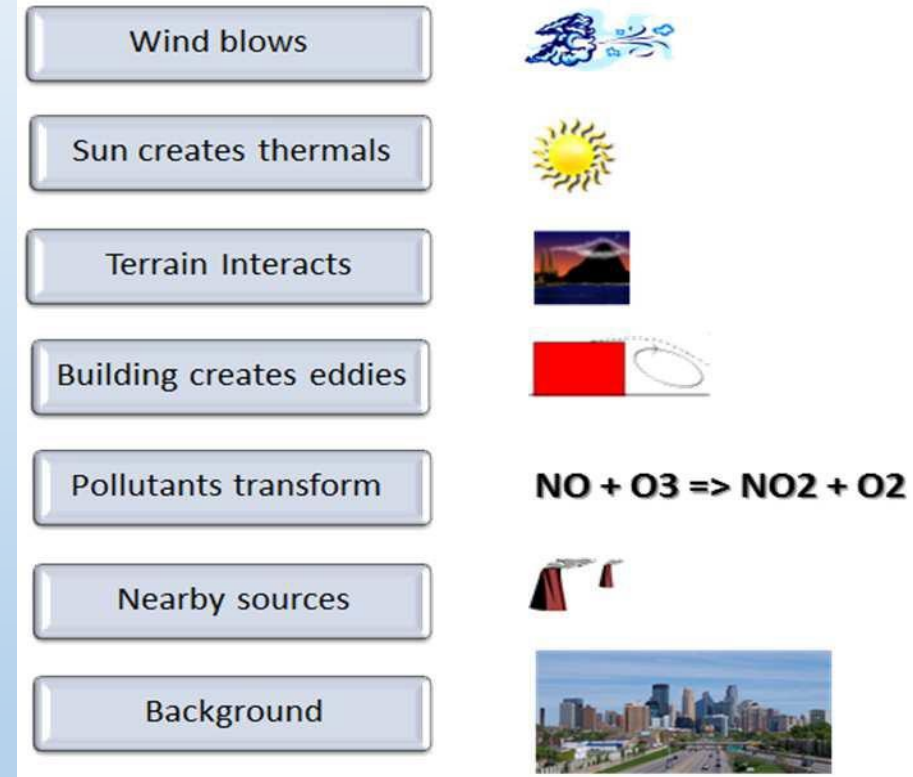 Wind blows
Sun creates thermals
Terrain Interacts
Building creates eddies
Pollutants transform
NO + O3 => NO2 + O2
Nearby sources
Background